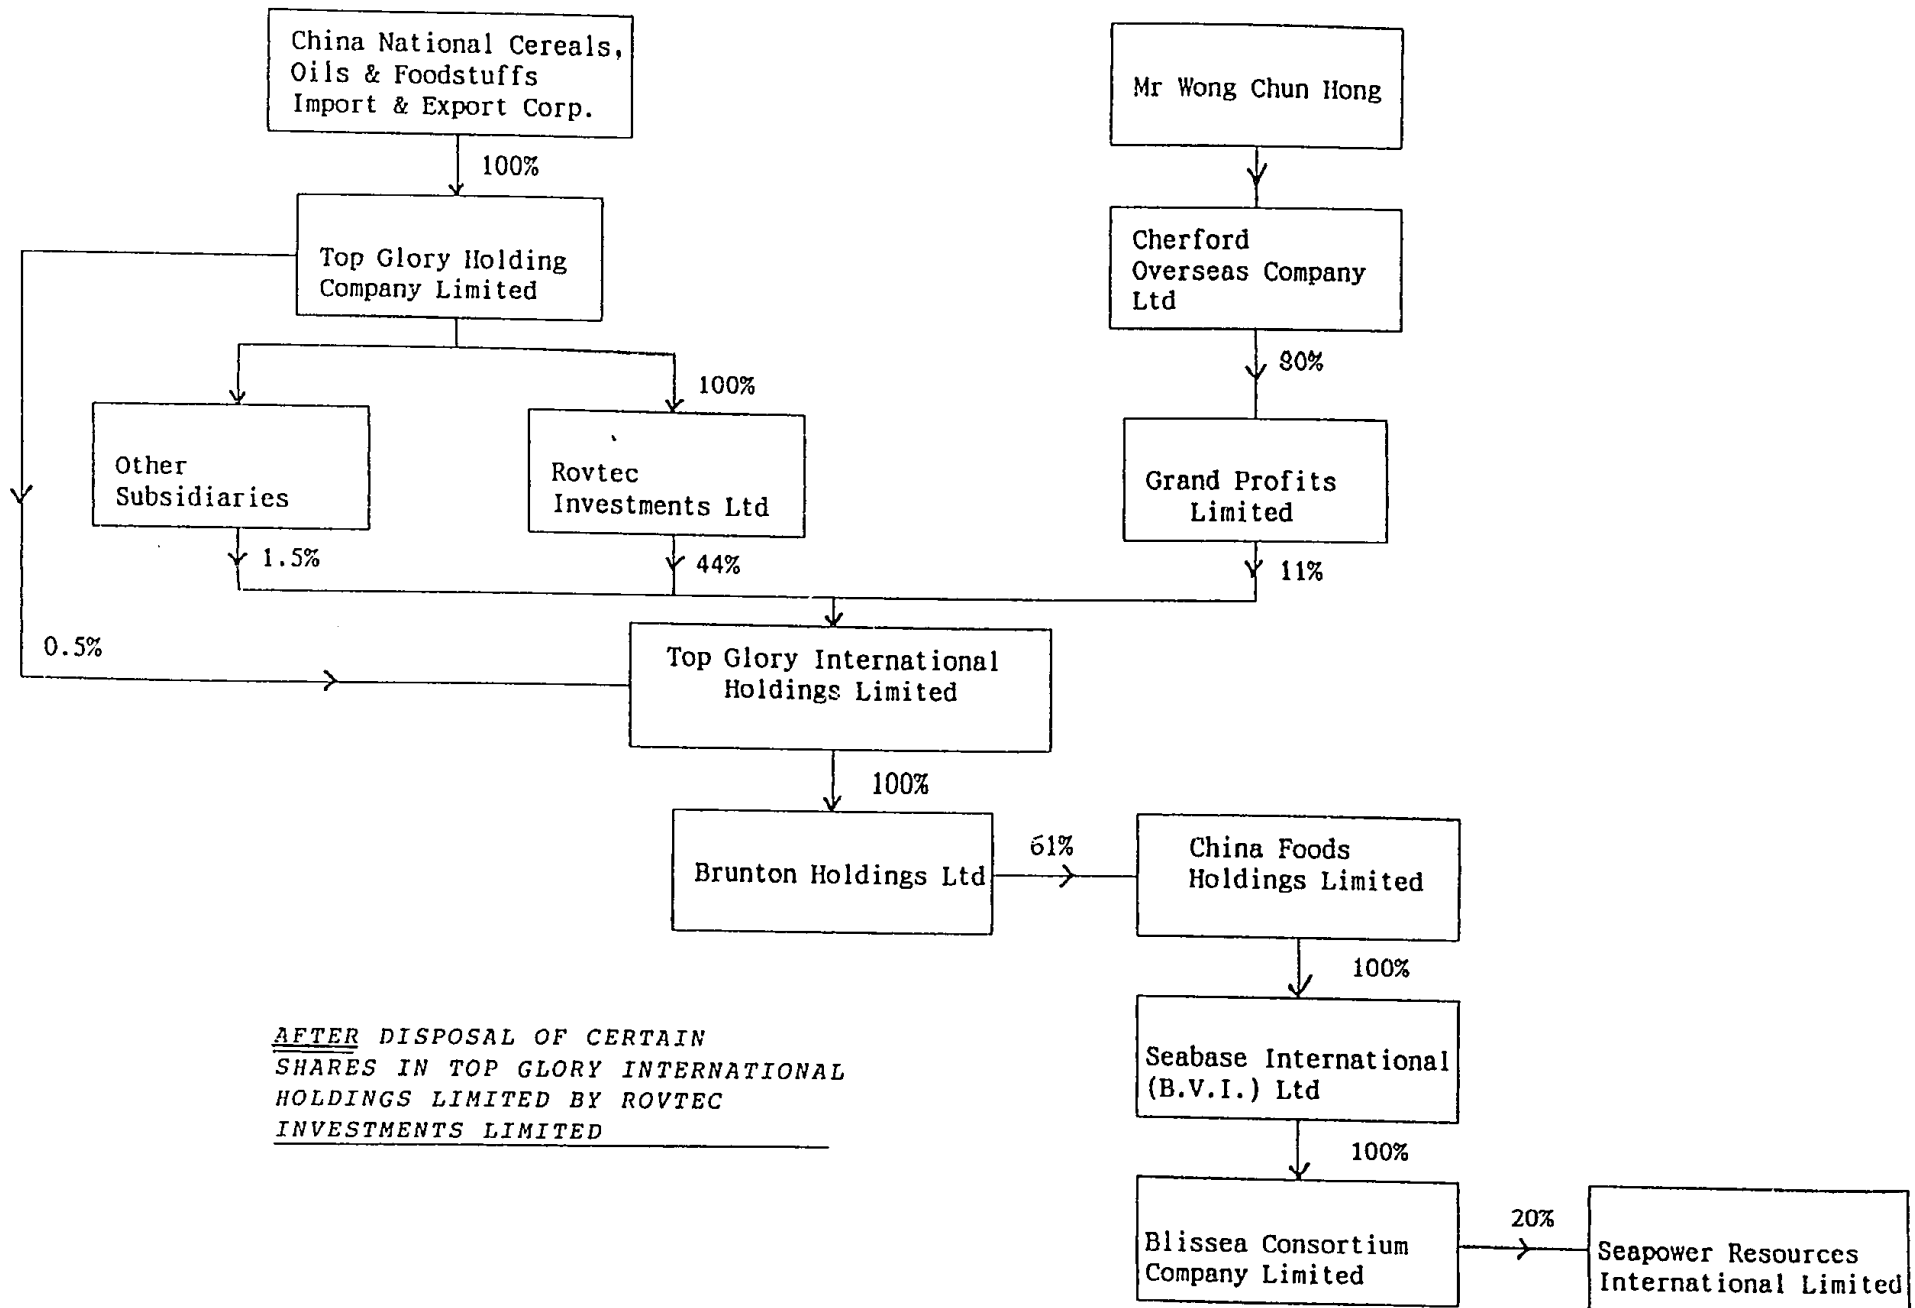 China National Cereals,
Oils & Foodstuffs
Import & Export Corp.
Mr Wong Chun Hong
100%
Top Glory Holding
Company Limited
Cherford
Overseas Company
Ltd
80%
100%
Other
Subsidiaries
Rovtec
Investments Ltd
Grand Profits
Limited
1.5%
44%
11%
0.5%
Top Glory International
Holdings Limited
100%
Brunton Holdings Ltd
61%
China Foods
Holdings Limited
100%
AFTER DISPOSAL OF CERTAIN
SHARES IN TOP GLORY INTERNATIONAL
HOLDINGS LIMITED BY ROVTEC
INVESTMENTS LIMITED
Seabase International
(B.V.I.) Ltd
100%
Blissea Consortium
Company Limited
20%
Seapower Resources
International Limited